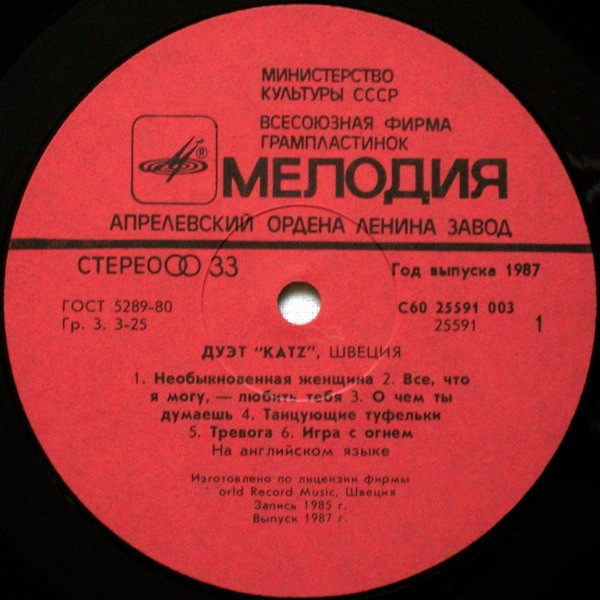 МИНИСТЕРСТВО
КУЛЬТУРЫ СССР
ВСЕСОЮЗНАЯ ФИРМА
ГРАМПЛАСТИНОК
®
МЕЛОДИЯ
АПРЕЛЕВСКИЙ ОРДЕНА ЛЕНИНА ЗАВОД
СТЕРЕО 33
Год выпуска 1987
ГОСТ 5289-80
С60 25591 003
Гр. 3. 3-25
25591
1
ДУЭТ "KATZ", ШВЕЦИЯ
1. Необыкновенная женщина 2. Все, что
я могу, — любить тебя 3. О чем ты
думаешь 4. Танцующие туфельки
5. Тревога 6. Игра с огнем
На английском языке
Изготовлено по лицензии фирмы
orld Record Music, Швеция
Запись 1985 г.
Выпуск 1987 г.